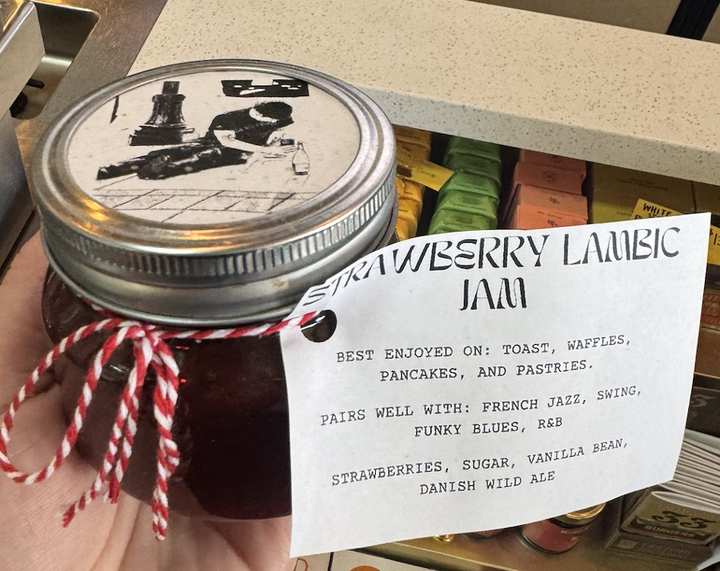 STRAWBERRY LAMBIC
JAM
BEST ENJOYED ON: TOAST, WAFFLES,
PANCAKES, AND PASTRIES.
PAIRS WELL WITH: FRENCH JAZZ, SWING,
FUNKY BLUES, R&B
STRAWBERRIES, SUGAR, VANILLA BEAN,
DANISH WILD ALE
33